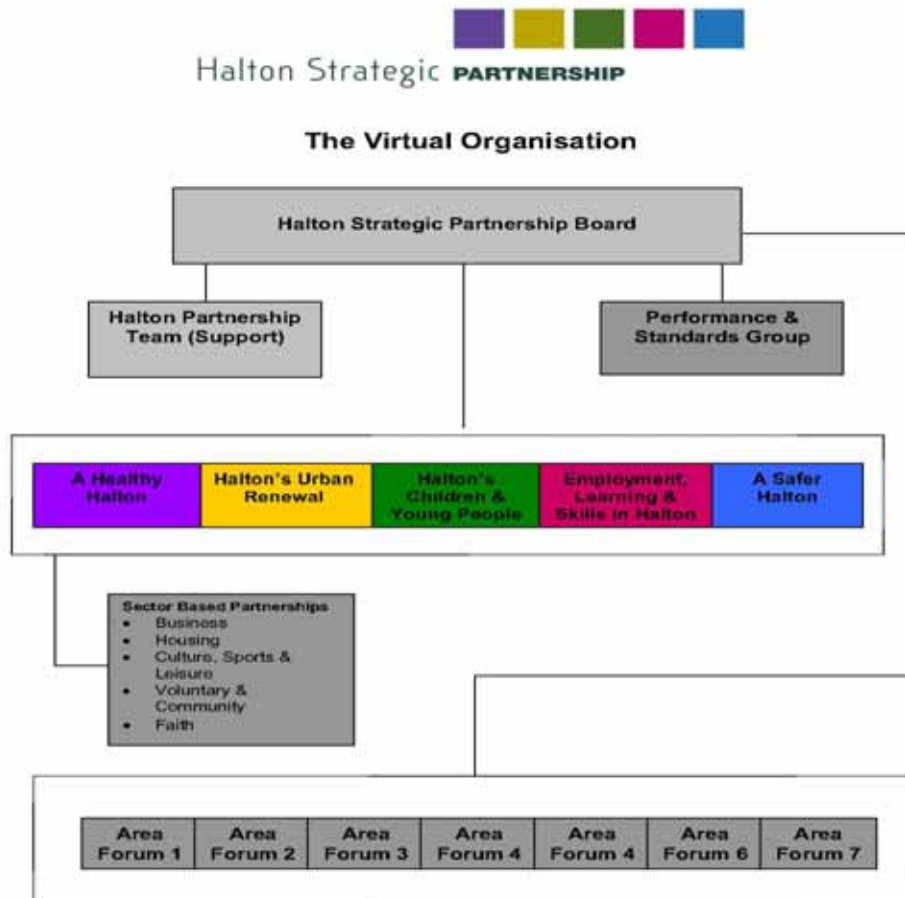 Halton Strategic PARTNERSHIP
The Virtual Organisation
Halton Strategic Partnership Board
Halton Partnership
Team (Support)
Performance &
Standards Group
A Healthy
Halton
Halton's Urban
Renewal
Halton's
Children &
Young People
Employment,
Learning &
Skills in Halton
A Safer
Halton
Sector Based Partnerships
• Business
• Housing
• Culture, Sports &
Leisure
• Voluntary &
Community
• Faith
Area
Forum 1
Area
Forum 2
Area
Forum 3
Area
Forum 4
Area
Forum 4
Area
Forum 6
Area
Forum 7